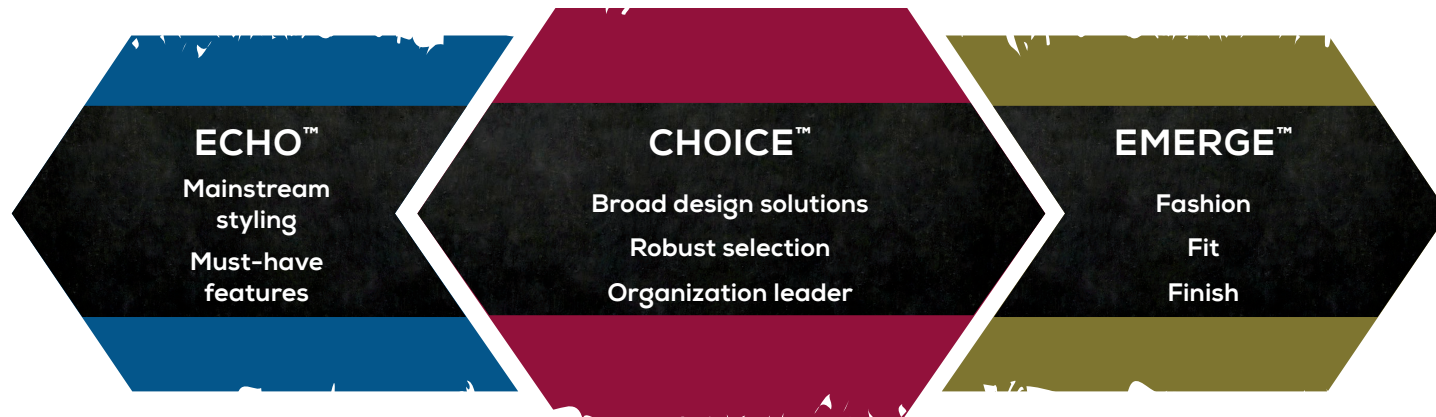 ECHO™
Mainstream
styling
Must-have
features
CHOICE™
Broad design solutions
Robust selection
Organization leader
EMERGE™
Fashion
Fit
Finish